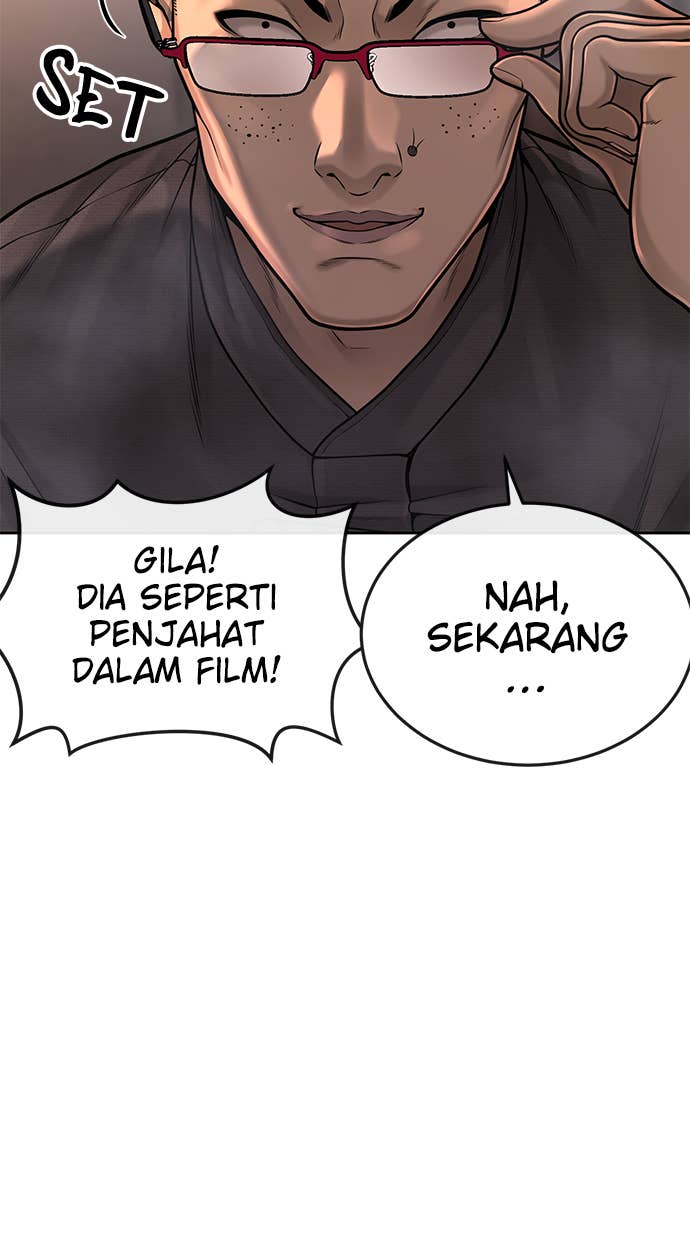 SET
GILA!
DIA SEPERTI
PENJAHAT
DALAM FILM!
NAH,
SEKARANG
...